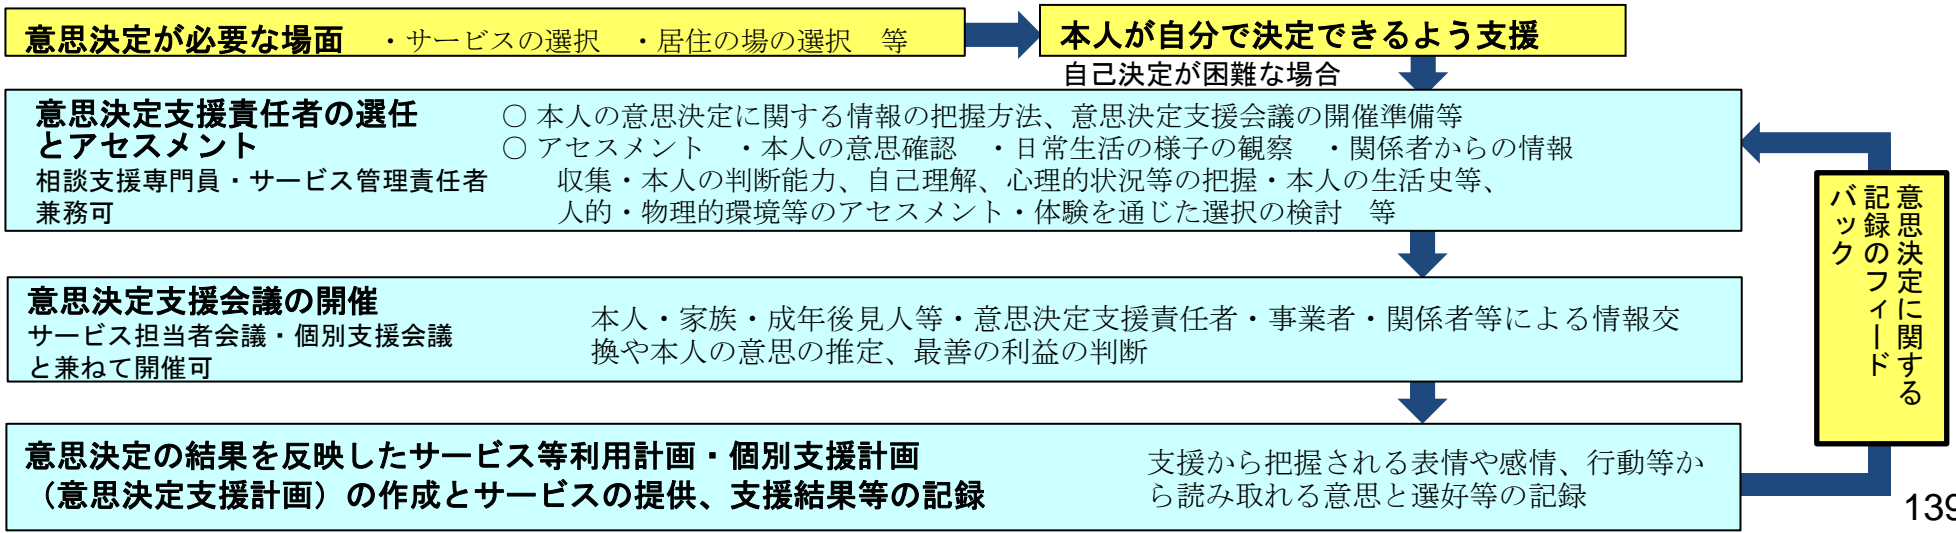 意思決定が必要な場面　・サービスの選択　・居住の場の選択　等
本人が自分で決定できるよう支援
自己決定が困難な場合
意思決定支援責任者の選任
とアセスメント
相談支援専門員・サービス管理責任者
兼務可
○ 本人の意思決定に関する情報の把握方法、意思決定支援会議の開催準備等
○ アセスメント　・本人の意思確認　・日常生活の様子の観察　・関係者からの情報
収集・本人の判断能力、自己理解、心理的状況等の把握・本人の生活史等、
人的・物理的環境等のアセスメント・体験を通じた選択の検討　等
意思決定支援会議の開催
サービス担当者会議・個別支援会議
と兼ねて開催可
本人・家族・成年後見人等・意思決定支援責任者・事業者・関係者等による情報交
換や本人の意思の推定、最善の利益の判断
意思決定の結果を反映したサービス等利用計画・個別支援計画
（意思決定支援計画）の作成とサービスの提供、支援結果等の記録
支援から把握される表情や感情、行動等か
ら読み取れる意思と選好等の記録
意思決定に関する
記録のフィード
バック
139